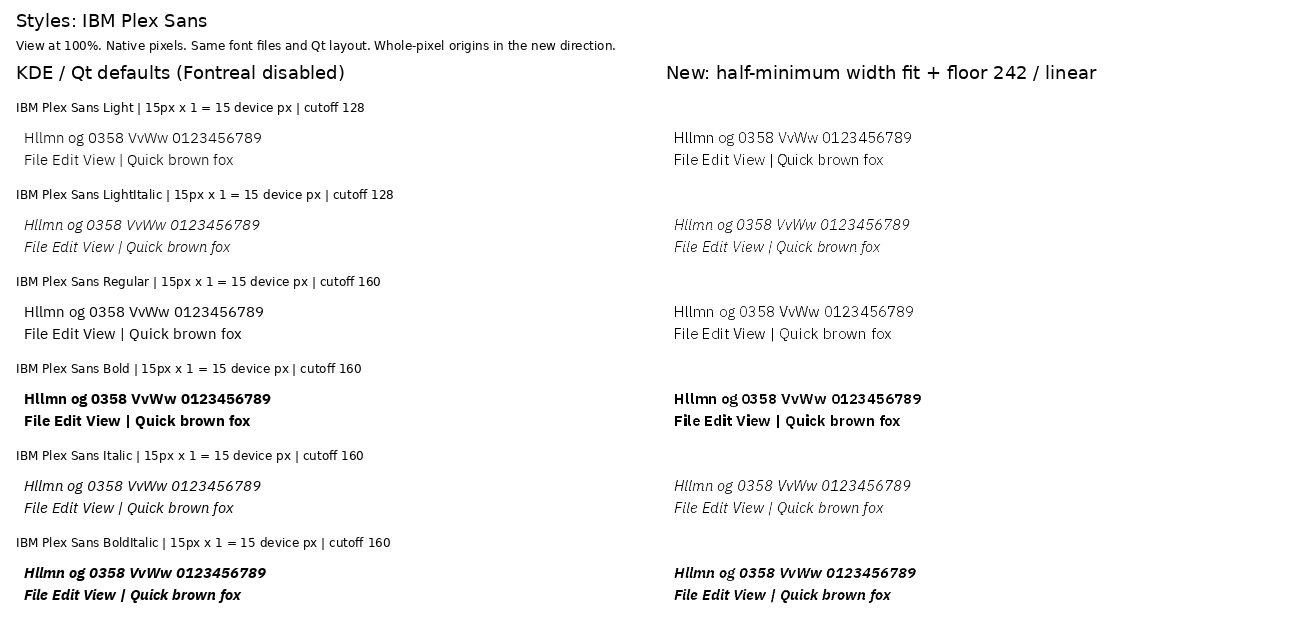 Styles: IBM Plex Sans
View at 100%. Native pixels. Same font files and Qt layout. Whole-pixel origins in the new direction.
KDE / Qt defaults (Fontreal disabled)
New: half-minimum width fit + floor 242 / linear
IBM Plex Sans Light | 15px x 1 = 15 device px | cutoff 128
Hllmn og 0358 VvWw 0123456789
File Edit View | Quick brown fox
Hllmn og 0358 VvWw 0123456789
File Edit View | Quick brown fox
IBM Plex Sans LightItalic | 15px x 1 = 15 device px | cutoff 128
Hllmn og 0358 VvWw 0123456789
File Edit View | Quick brown fox
Hllmn og 0358 VvWw 0123456789
File Edit View | Quick brown fox
IBM Plex Sans Regular | 15px x 1 = 15 device px | cutoff 160
Hllmn og 0358 VvWw 0123456789
File Edit View | Quick brown fox
Hllmn og 0358 VvWw 0123456789
File Edit View | Quick brown fox
IBM Plex Sans Bold | 15px x 1 = 15 device px | cutoff 160
Hllmn og 0358 VvWw 0123456789
File Edit View | Quick brown fox
Hllmn og 0358 VvWw 0123456789
File Edit View | Quick brown fox
IBM Plex Sans Italic | 15px x 1 = 15 device px | cutoff 160
Hllmn og 0358 VvWw 0123456789
File Edit View | Quick brown fox
Hllmn og 0358 VvWw 0123456789
File Edit View | Quick brown fox
IBM Plex Sans BoldItalic | 15px x 1 = 15 device px | cutoff 160
Hllmn og 0358 VvWw 0123456789
File Edit View | Quick brown fox
Hllmn og 0358 VvWw 0123456789
File Edit View | Quick brown fox